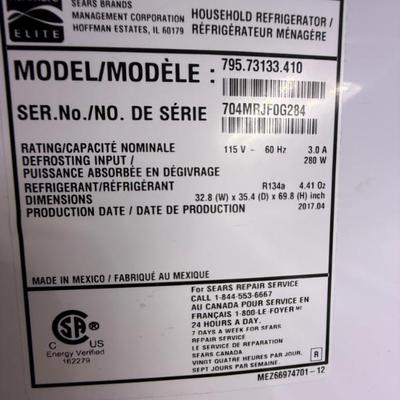 ELITE
SEARS BRANDS
MANAGEMENT CORPORATION
HOFFMAN ESTATES, IL 60179
HOUSEHOLD REFRIGERATOR /
RÉFRIGÉRATEUR MÉNAGÈRE
MODEL/MODÈLE : 795.73133.410
SER.No./NO. DE SÉRIE 704MRJF0G284
RATING/CAPACITÉ NOMINALE 115 V~ 60 Hz 3.0 A
DEFROSTING INPUT / 280 W
PUISSANCE ABSORBÉE EN DÉGIVRAGE
REFRIGERANT/RÉFRIGÉRANT R134a 4.41 Oz
DIMENSIONS 32.8 (W) x 35.4 (D) x 69.8 (H) inch
PRODUCTION DATE / DATE DE PRODUCTION 2017.04
MADE IN MEXICO / FABRIQUÉ AU MEXIQUE
C US
Energy Verified
162279
FOR SEARS REPAIR SERVICE
CALL 1-844-553-6667
AU CANADA POUR SERVICE EN
FRANÇAIS 1-800-LE-FOYER MC
24 HOURS A DAY.
7 DAYS A WEEK FOR SEARS
REPAIR SERVICE
LE SERVICE DE REPARATION
SEARS CANADA
VINGT QUATRE HEURES PAR JOUR.
SEPT JOURS PAR SEMAINE.
R
MEZ66974701-12